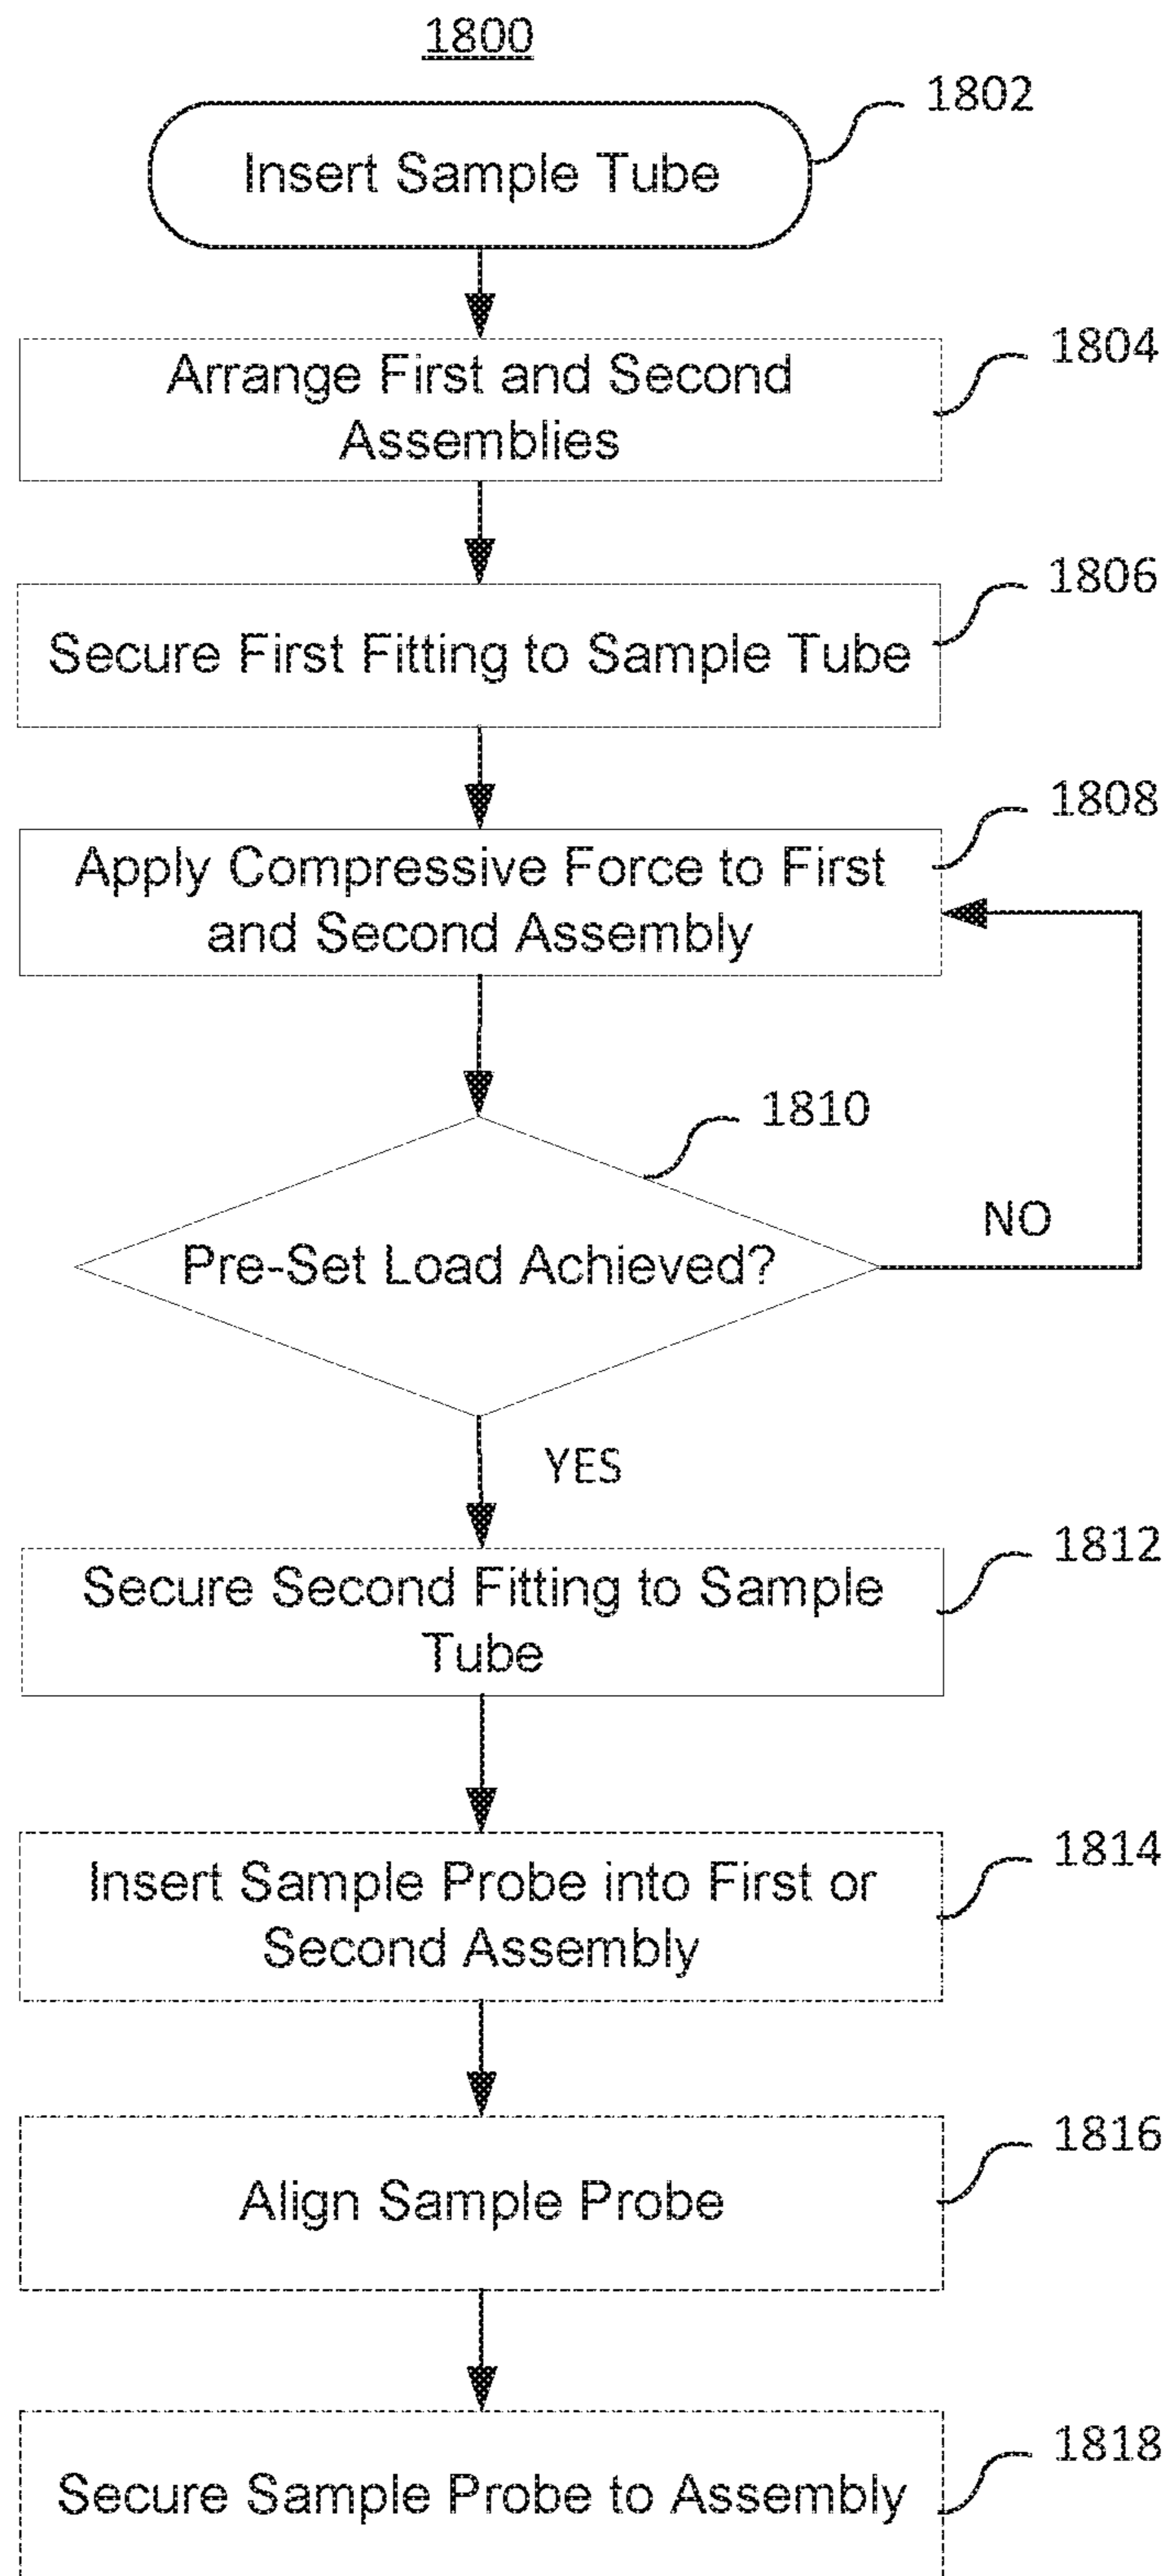 1800
1802
Insert Sample Tube
1804
Arrange First and Second
Assemblies
1806
Secure First Fitting to Sample Tube
1808
Apply Compressive Force to First
and Second Assembly
1810
Pre-Set Load Achieved?
NO
YES
1812
Secure Second Fitting to Sample
Tube
1814
Insert Sample Probe into First or
Second Assembly
1816
Align Sample Probe
1818
Secure Sample Probe to Assembly